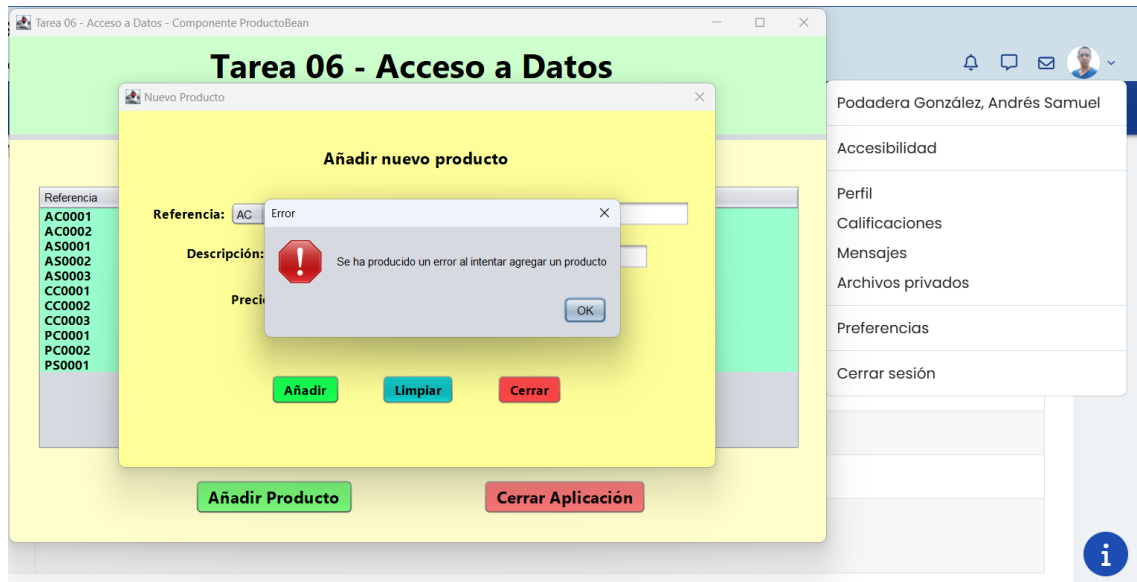 Tarea 06 - Acceso a Datos - Componente ProductoBean
Tarea 06 - Acceso a Datos
Nuevo Producto
Añadir nuevo producto
Referencia
AC0001
AC0002
AS0001
AS0002
AS0003
CC0001
CC0002
CC0003
PC0001
PC0002
PS0001
Referencia: AC
Descripción:
Error
Se ha producido un error al intentar agregar un producto
OK
Añadir
Limpiar
Cerrar
Añadir Producto
Cerrar Aplicación
Podadera González, Andrés Samuel
Accesibilidad
Perfil
Calificaciones
Mensajes
Archivos privados
Preferencias
Cerrar sesión
i